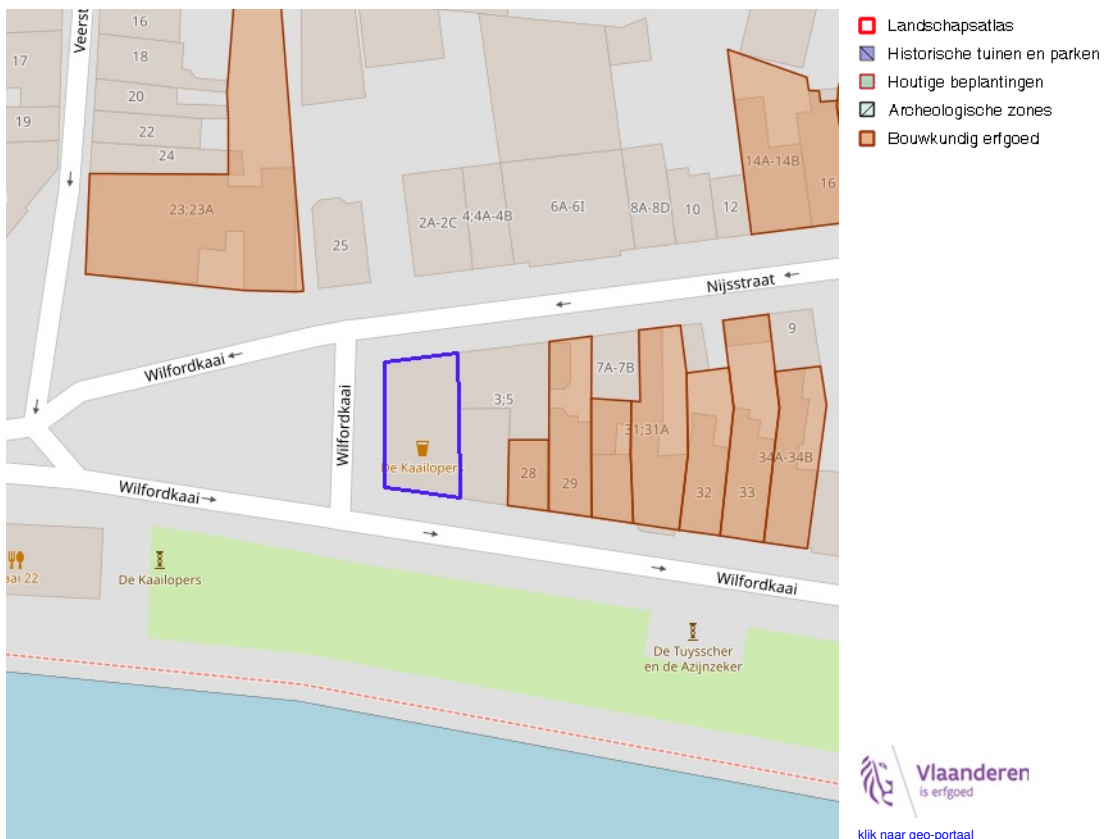 Veerst
16
17
18
20
19
22
24
23;23A
25
2A-2C
4;4A-4B
6A-6I
8A-8D
10
12
14A-14B
16
Nijsstraat
Wilfordkaai
Wilfordkaai
De Kaailopers
3;5
7A-7B
9
28
29
31;31A
32
33
34A-34B
Wilfordkaai
Wilfordkaai
aai 22
De Kaailopers
De Tuysscher
en de Azijnzeker
Landschapsatlas
Historische tuinen en parken
Houtige beplantingen
Archeologische zones
Bouwkundig erfgoed
Vlaanderen
is erfgoed
klik naar geo-portaal